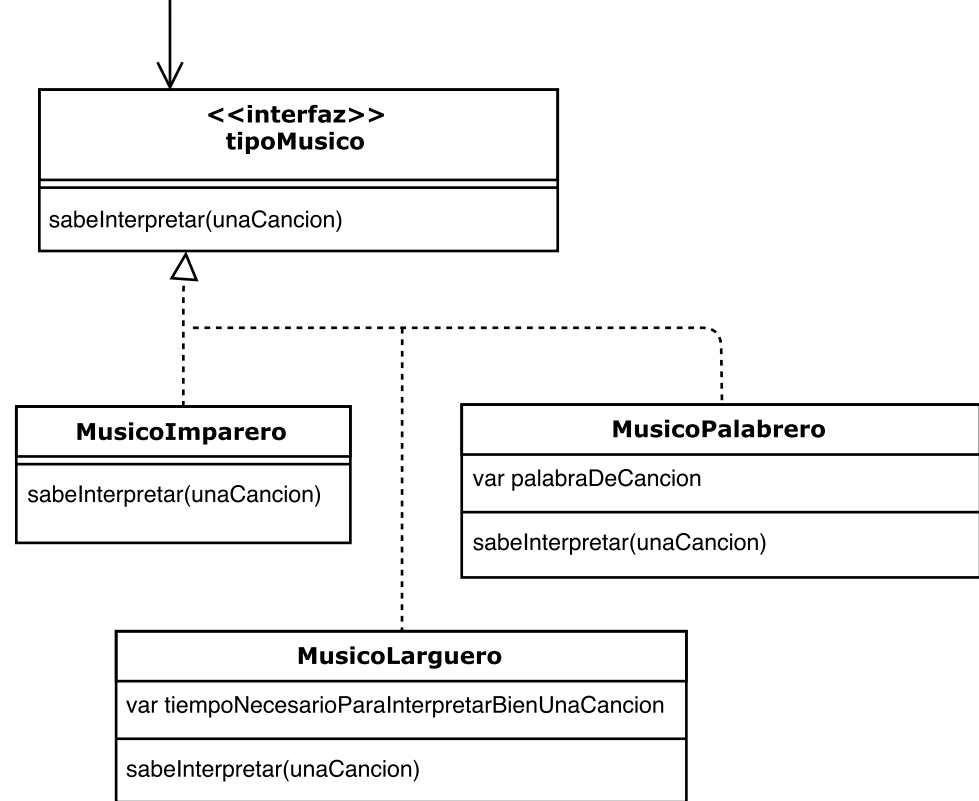 <<interfaz>>
tipoMusico
sabeInterpretar(unaCancion)
MusicoImparero
sabeInterpretar(unaCancion)
MusicoPalabrero
var palabraDeCancion
sabeInterpretar(unaCancion)
MusicoLarguero
var tiempoNecesarioParaInterpretarBienUnaCancion
sabeInterpretar(unaCancion)